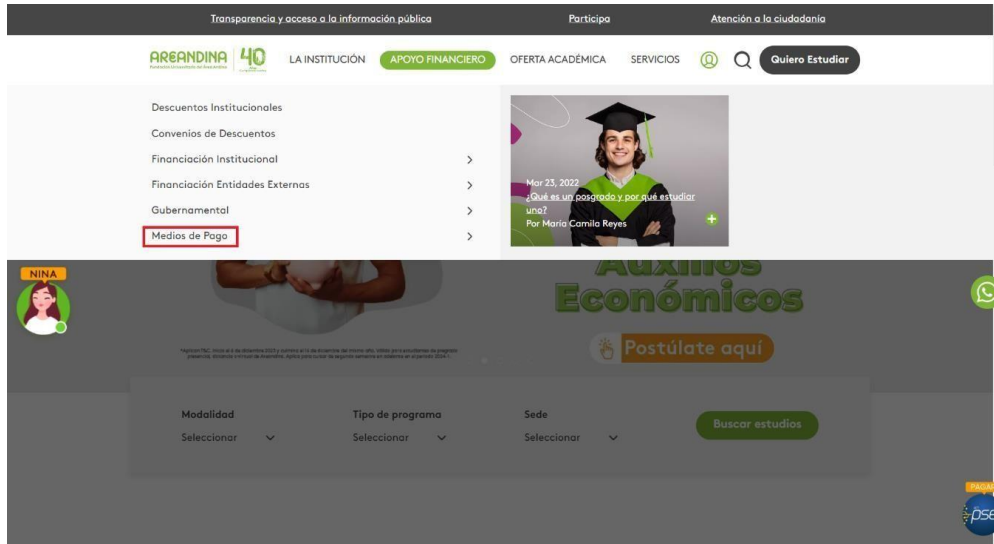 Transparencia y acceso a la información pública
Participa
Atención a la ciudadanía
AREANDINA
40
LA INSTITUCIÓN
APOYO FINANCIERO
OFERTA ACADÉMICA
SERVICIOS
Quiero Estudiar
Descuentos Institucionales
Convenios de Descuentos
Financiación Institucional
Financiación Entidades Externas
Gubernamental
Medios de Pago
Mar 23, 2022
¿Qué es un posgrado y por qué estudiar
uno?
Por María Camila Reyes
NINA
Auxilios
Económicos
Postúlate aquí
Modalidad
Tipo de programa
Sede
Seleccionar
Seleccionar
Seleccionar
Buscar estudios
pse